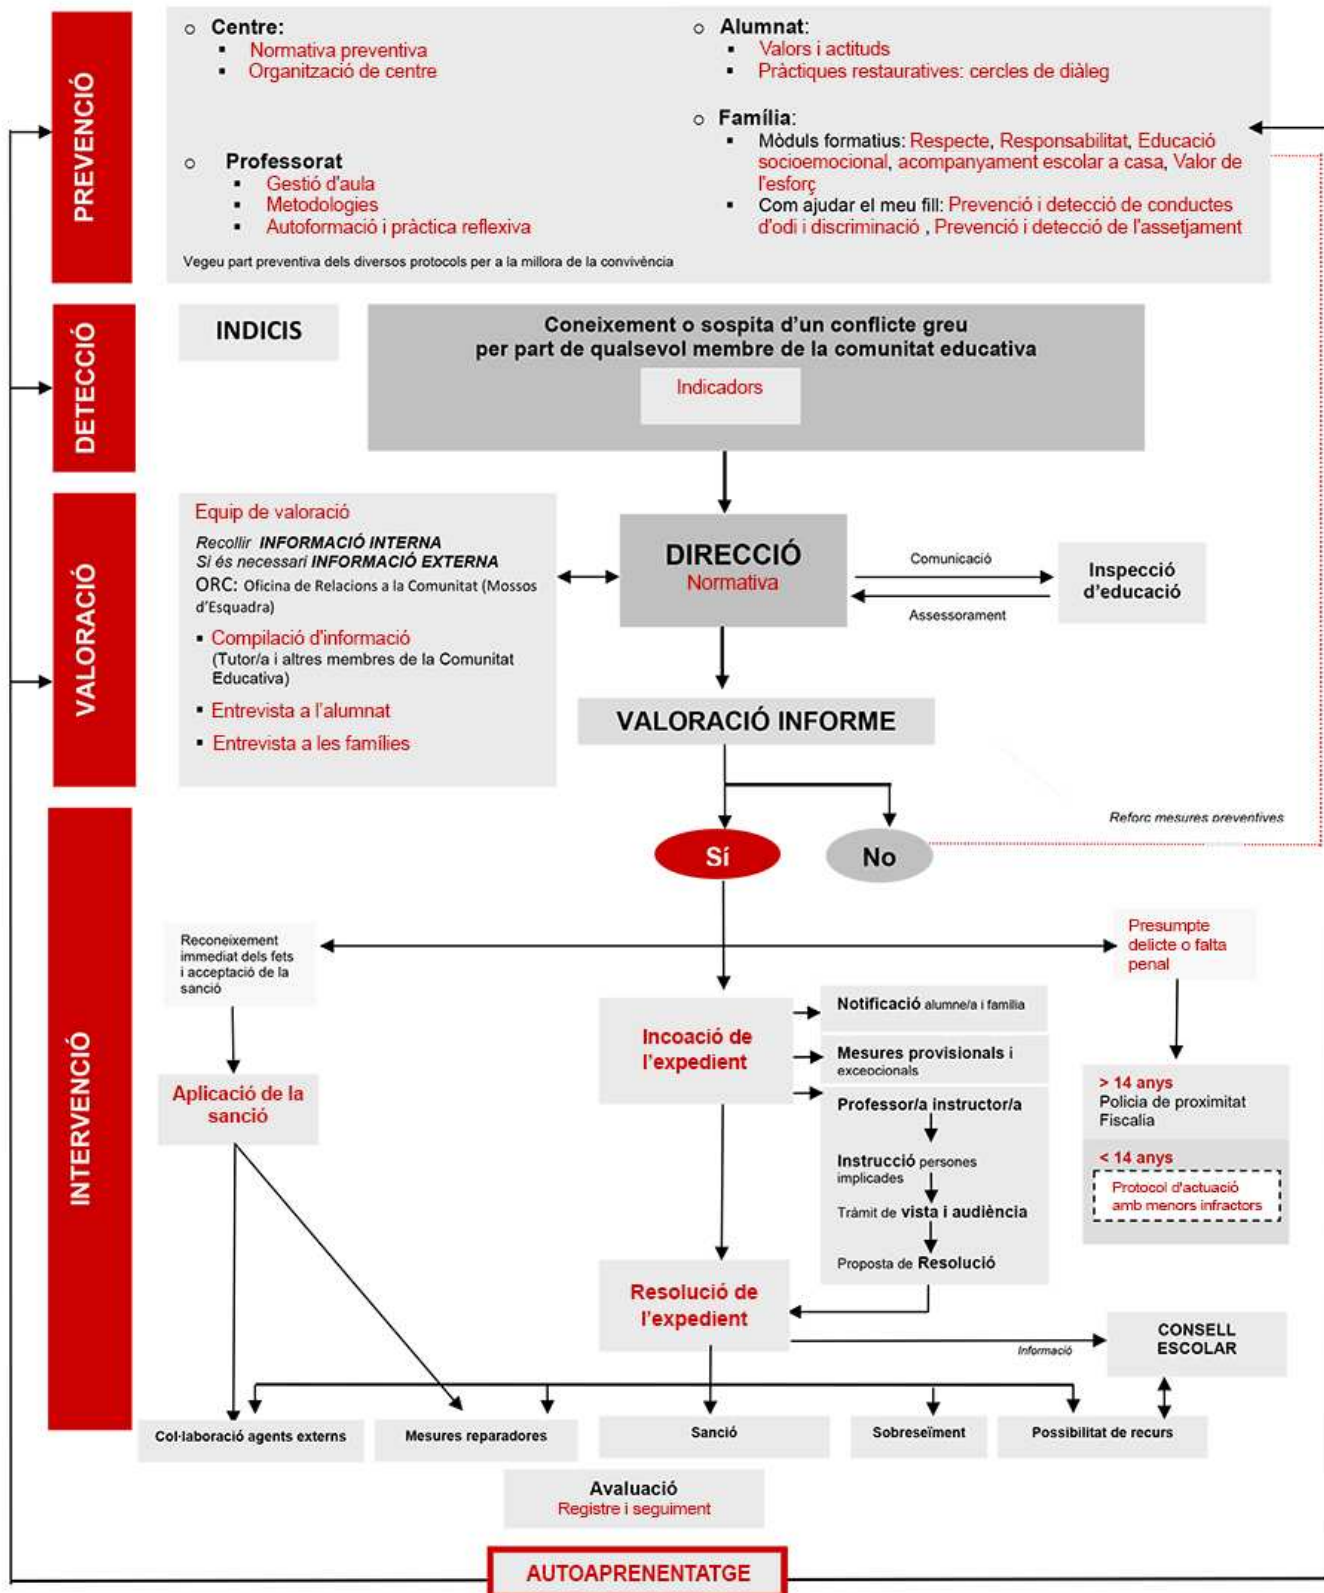 PREVENCIÓ
Centre:
Normativa preventiva
Organització de centre
Professorat
Gestió d'aula
Metodologies
Autoformació i pràctica reflexiva
Alumnat:
Valors i actituds
Pràctiques restauratives: cercles de diàleg
Família:
Mòduls formatius: Respecte, Responsabilitat, Educació
socioemocional, acompanyament escolar a casa, Valor de
l'esforç
Com ajudar el meu fill: Prevenció i detecció de conductes
d'odi i discriminació , Prevenció i detecció de l'assetjament
Vegeu part preventiva dels diversos protocols per a la millora de la convivència
DETECCIÓ
INDICIS
Coneixement o sospita d'un conflicte greu
per part de qualsevol membre de la comunitat educativa
Indicadors
VALORACIÓ
Equip de valoració
Recollir INFORMACIÓ INTERNA
Si és necessari INFORMACIÓ EXTERNA
ORC: Oficina de Relacions a la Comunitat (Mossos
d'Esquadra)
Compilació d'informació
(Tutor/a i altres membres de la Comunitat
Educativa)
Entrevista a l'alumnat
Entrevista a les famílies
DIRECCIÓ
Normativa
Comunicació
Assessorament
Inspecció
d'educació
VALORACIÓ INFORME
Sí
No
Reforç mesures preventives
INTERVENCIÓ
Reconeixement
immediat dels fets
i acceptació de la
sanció
Presumpte
delicte o falta
penal
Aplicació de la
sanció
Incoació de
l'expedient
Notificació alumne/a i família
Mesures provisionals i
excepcionals
Professor/a instructor/a
Instrucció persones
implicades
Tràmit de vista i audiència
Proposta de Resolució
> 14 anys
Policia de proximitat
Fiscalia
< 14 anys
Protocol d'actuació
amb menors infractors
Resolució de
l'expedient
Informació
CONSELL
ESCOLAR
Col·laboració agents externs
Mesures reparadores
Sanció
Sobreseïment
Possibilitat de recurs
Avaluació
Registre i seguiment
AUTOAPRENENTATGE